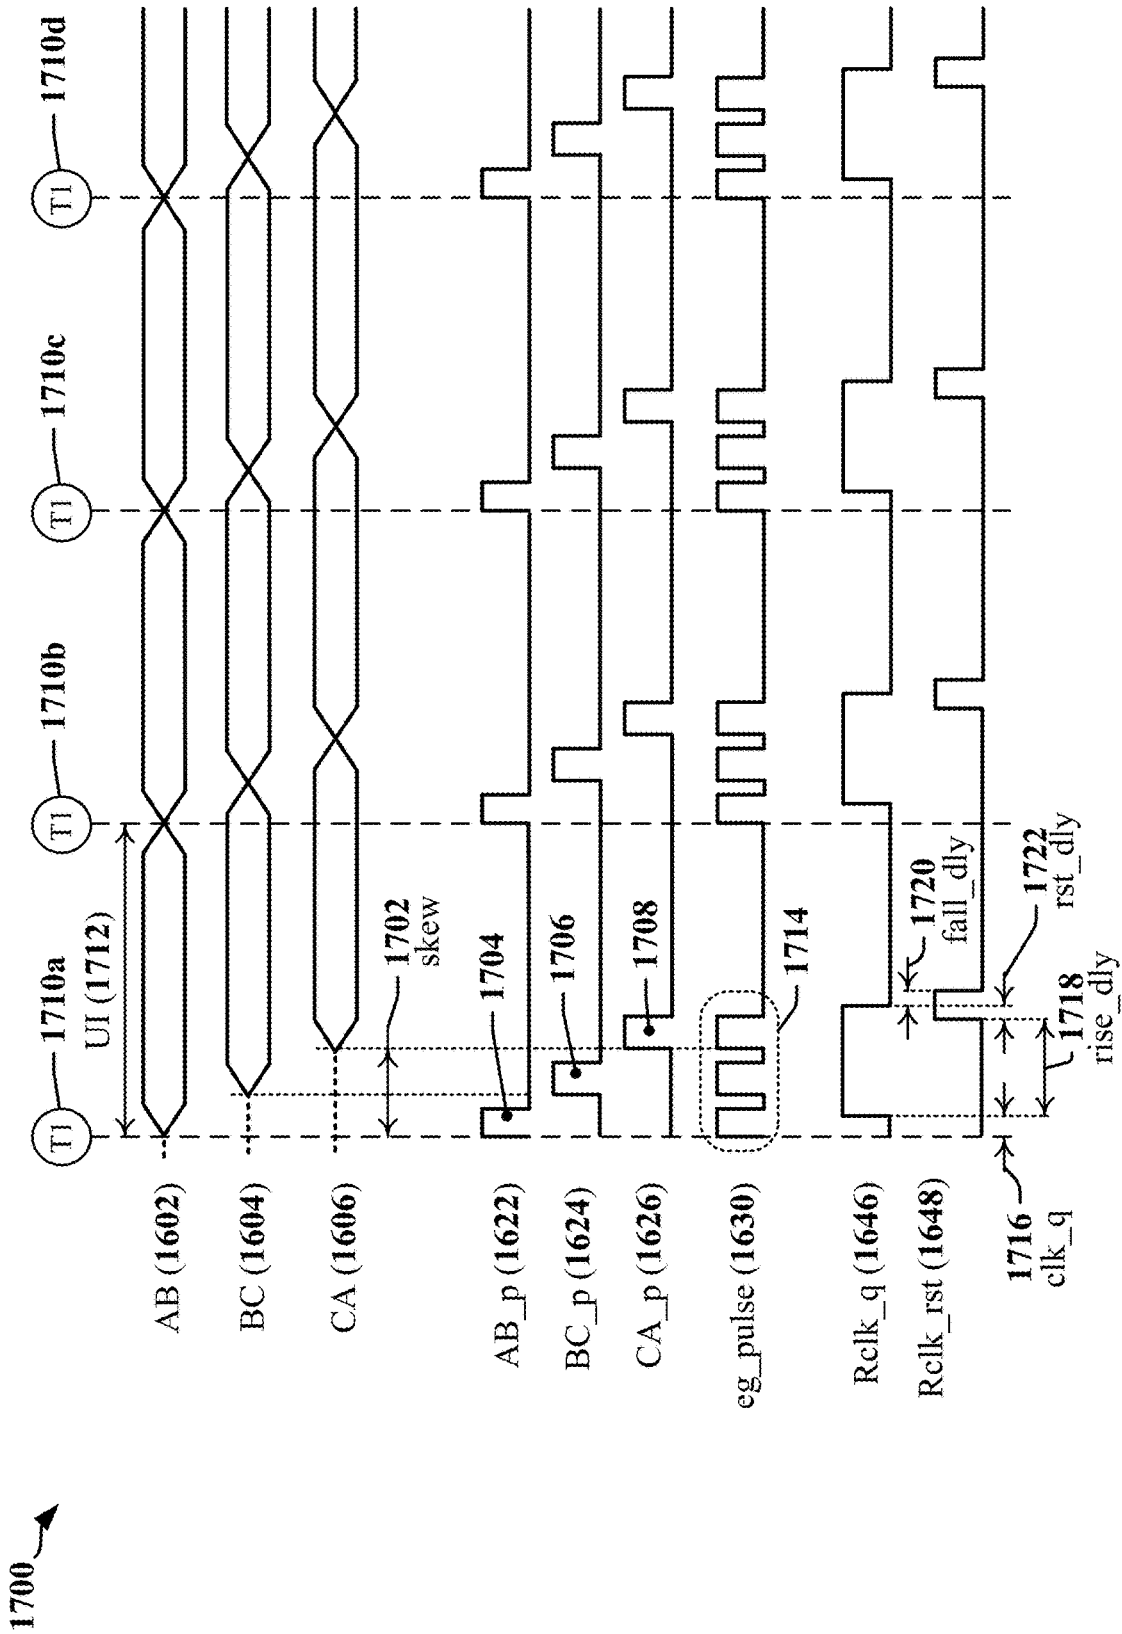 1700
T1
1710a
T1
1710b
T1
1710c
T1
1710d
UI (1712)
AB (1602)
BC (1604)
CA (1606)
1702
skew
AB_p (1622)
1704
BC_p (1624)
1706
CA_p (1626)
1708
eg_pulse (1630)
1714
Rclk_q (1646)
1720
fall_dly
Rclk_rst (1648)
1716
clk_q
1722
rst_dly
1718
rise_dly